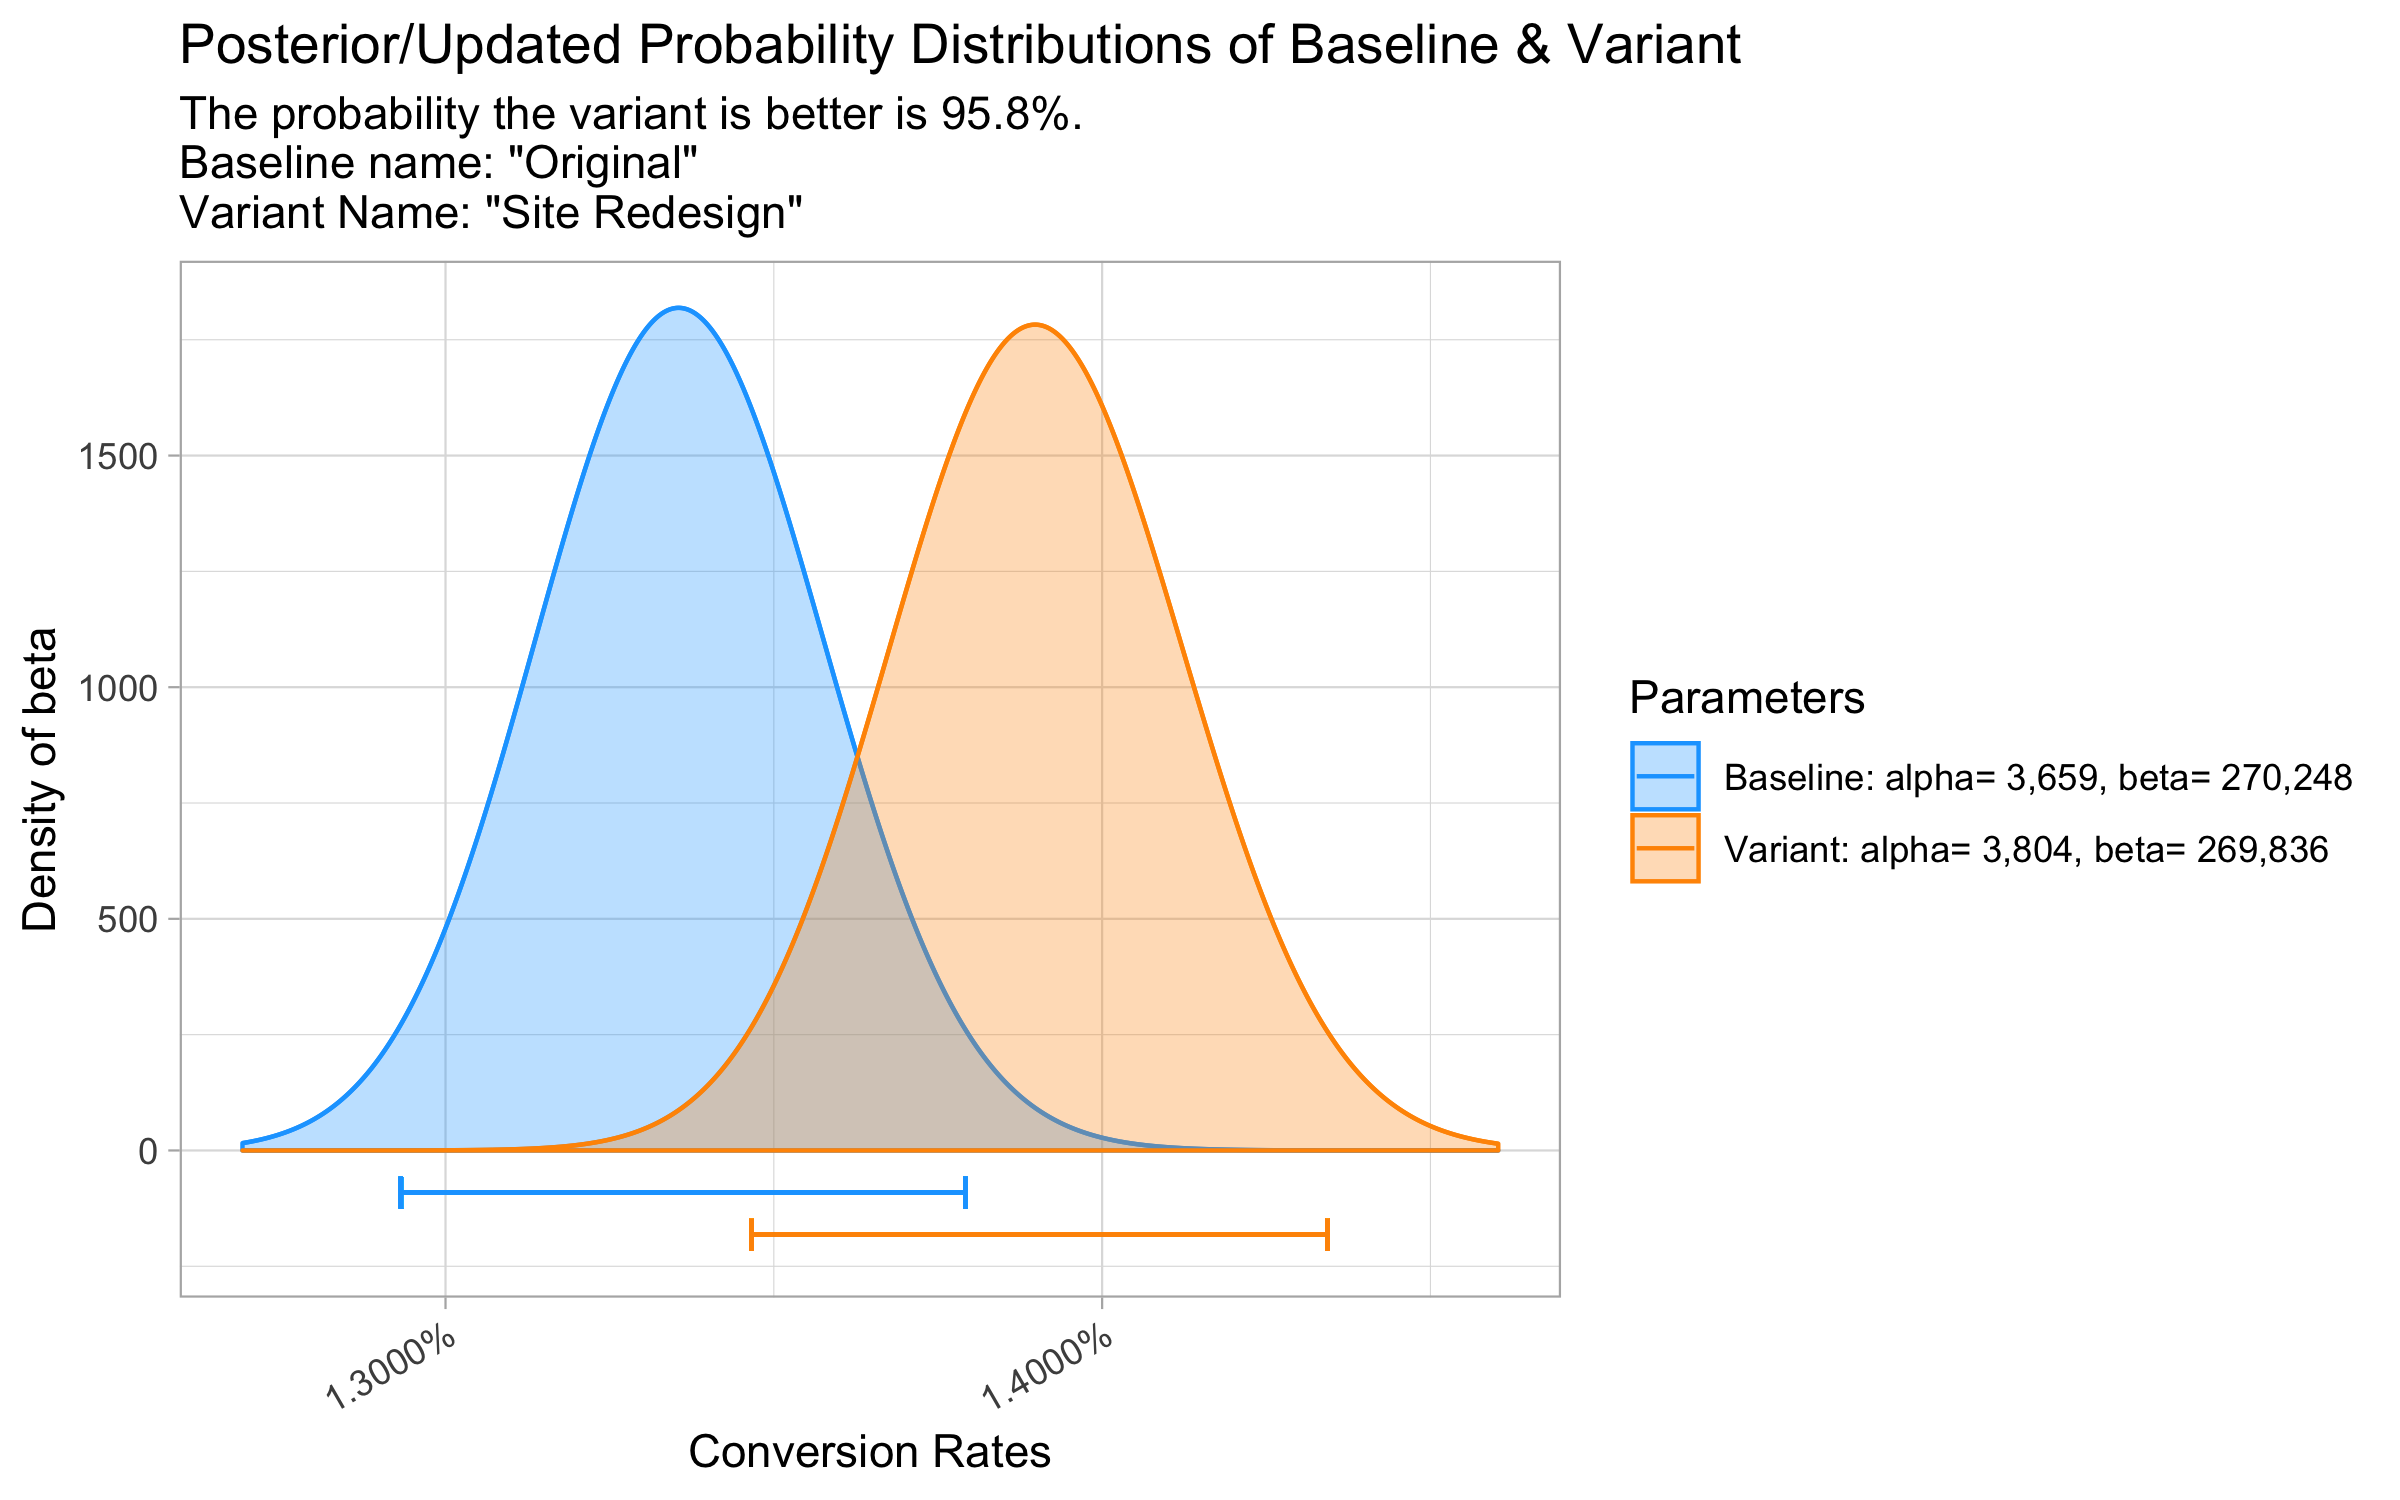 Posterior/Updated Probability Distributions of Baseline & Variant
The probability the variant is better is 95.8%.
Baseline name: "Original"
Variant Name: "Site Redesign"
Density of beta
1500
1000
500
0
1.3000%
1.4000%
Conversion Rates
Parameters
Baseline: alpha= 3,659, beta= 270,248
Variant: alpha= 3,804, beta= 269,836